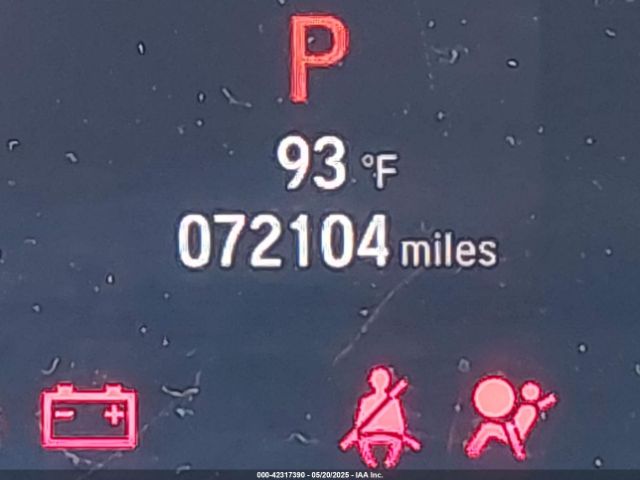 P
93 °F
072104 miles
000-42317390 - 05/20/2025 - IAA Inc.